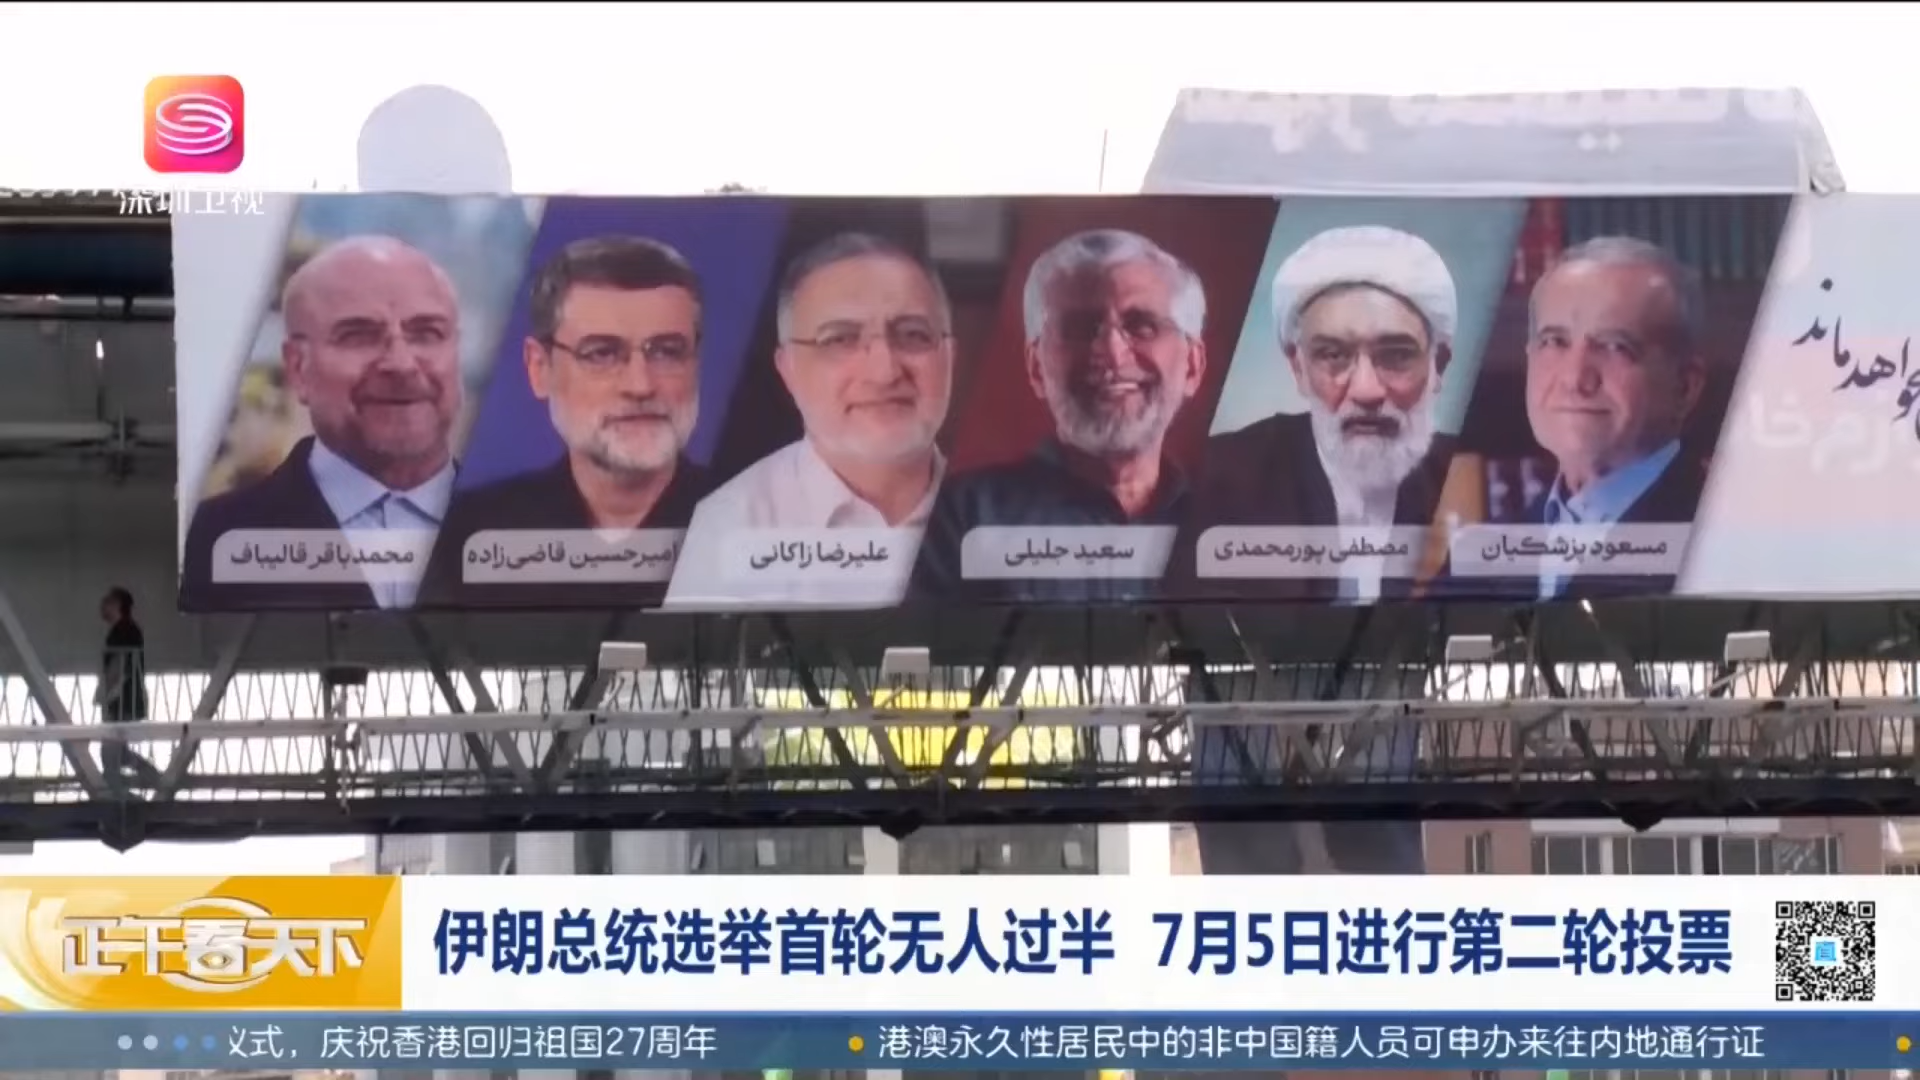 深圳卫视
خواهد ماند
محمدباقر قالیباف
امیرحسین قاضی‌زاده
علیرضا زاکانی
سعید جلیلی
مصطفی پورمحمدی
مسعود پزشکیان
正午看天下
伊朗总统选举首轮无人过半 7月5日进行第二轮投票
仪式，庆祝香港回归祖国27周年
港澳永久性居民中的非中国籍人员可申办来往内地通行证